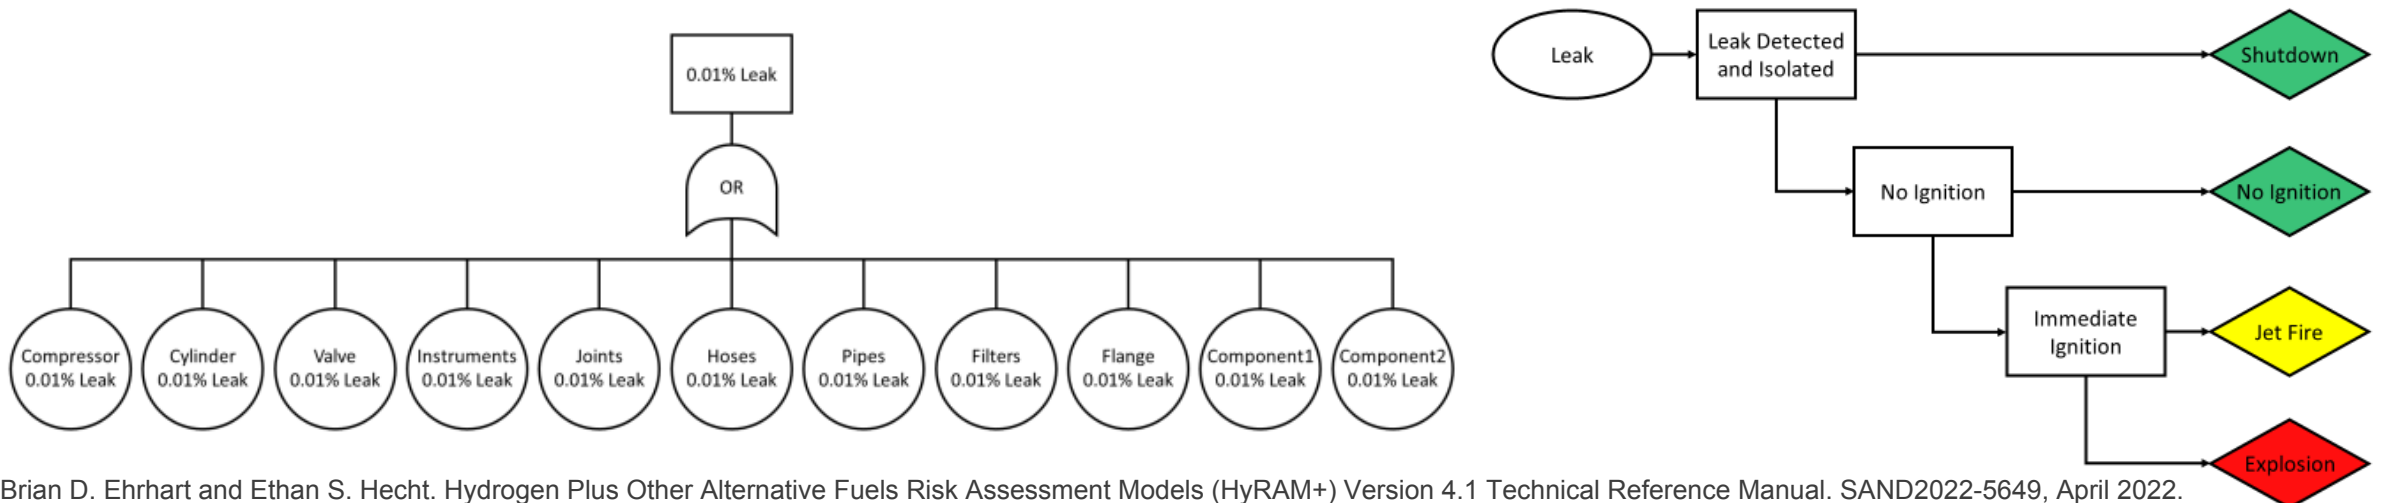 0.01% Leak
OR
Compressor
0.01% Leak
Cylinder
0.01% Leak
Valve
0.01% Leak
Instruments
0.01% Leak
Joints
0.01% Leak
Hoses
0.01% Leak
Pipes
0.01% Leak
Filters
0.01% Leak
Flange
0.01% Leak
Component1
0.01% Leak
Component2
0.01% Leak
Leak
Leak Detected
and Isolated
Shutdown
No Ignition
No Ignition
Immediate
Ignition
Jet Fire
Explosion
Brian D. Ehrhart and Ethan S. Hecht. Hydrogen Plus Other Alternative Fuels Risk Assessment Models (HyRAM+) Version 4.1 Technical Reference Manual. SAND2022-5649, April 2022.